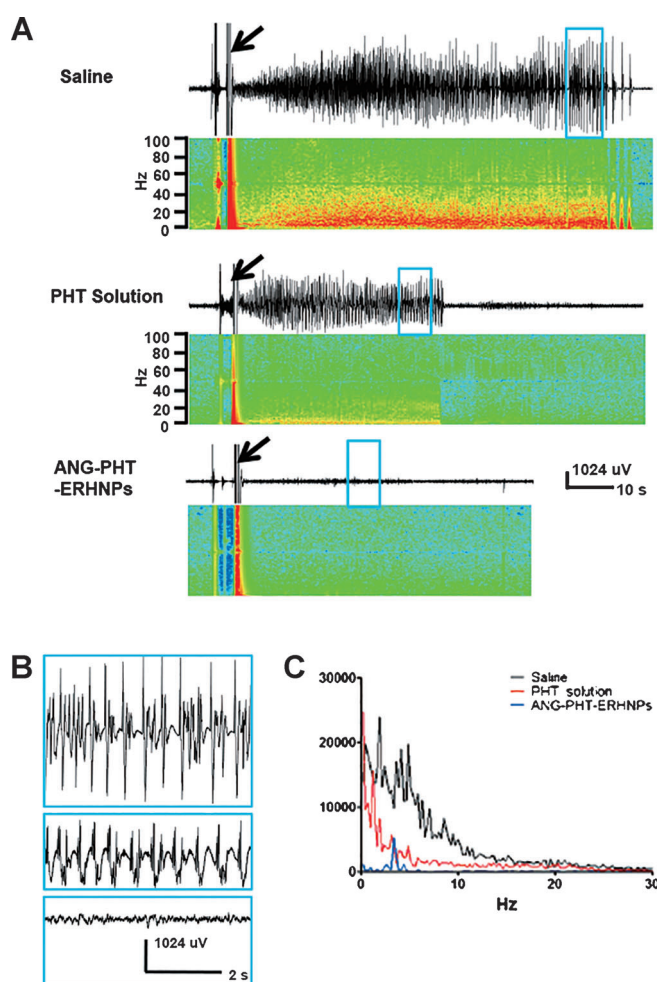 A
Saline
100
80
60
40
20
0
Hz
PHT Solution
100
80
60
40
20
0
Hz
ANG-PHT
-ERHNPs
1024 uV
10 s
B
1024 uV
2 s
C
30000
20000
10000
0
0
10
20
30
Hz
Saline
PHT solution
ANG-PHT-ERHNPs